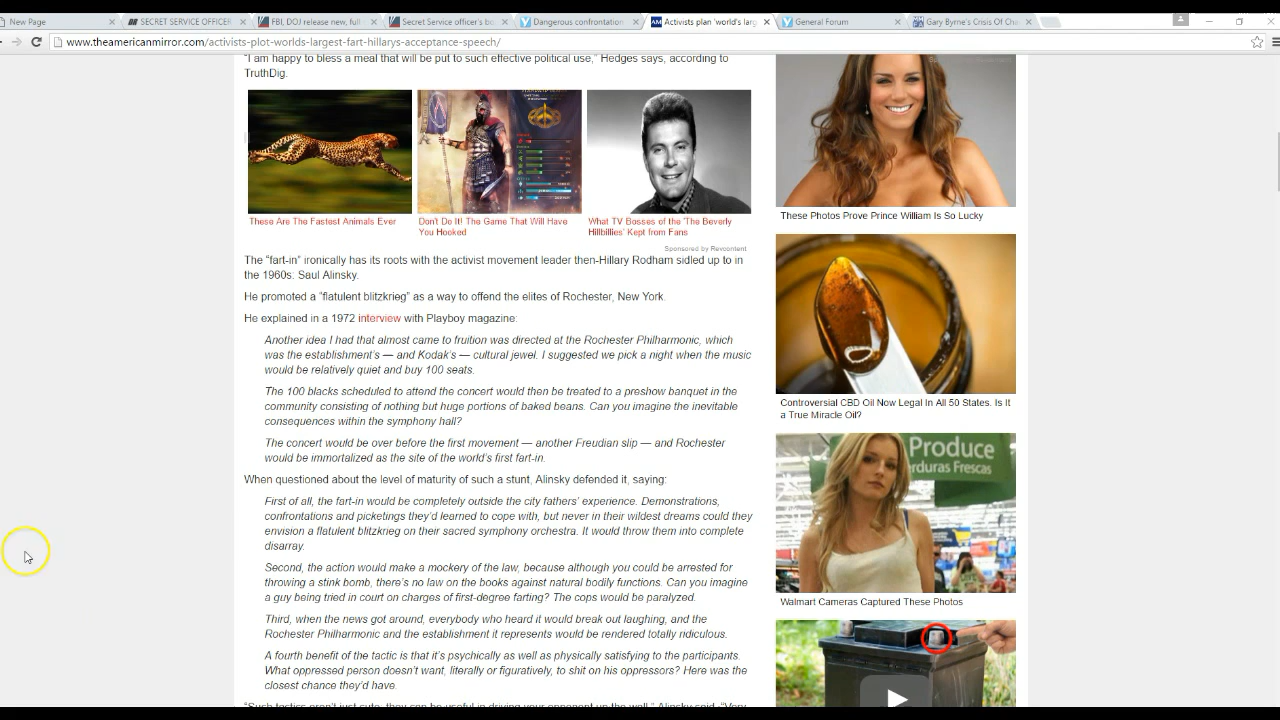 New Page
SECRET SERVICE OFFICER
FBI, DOJ release new, full
Secret Service officer's bo
Dangerous confrontation
Activists plan 'world's larg
General Forum
Gary Byrne's Crisis Of Cha
www.theamericanmirror.com/activists-plot-worlds-largest-fart-hillarys-acceptance-speech/
"I am happy to bless a meal that will be put to such effective political use," Hedges says, according to
TruthDig.
These Are The Fastest Animals Ever
Don't Do It! The Game That Will Have
You Hooked
What TV Bosses of the 'The Beverly
Hillbillies' Kept from Fans
Sponsored by Revcontent
The "fart-in" ironically has its roots with the activist movement leader then-Hillary Rodham sidled up to in
the 1960s: Saul Alinsky.
He promoted a "flatulent blitzkrieg" as a way to offend the elites of Rochester, New York.
He explained in a 1972 interview with Playboy magazine:
Another idea I had that almost came to fruition was directed at the Rochester Philharmonic, which
was the establishment's — and Kodak's — cultural jewel. I suggested we pick a night when the music
would be relatively quiet and buy 100 seats.
The 100 blacks scheduled to attend the concert would then be treated to a preshow banquet in the
community consisting of nothing but huge portions of baked beans. Can you imagine the inevitable
consequences within the symphony hall?
The concert would be over before the first movement — another Freudian slip — and Rochester
would be immortalized as the site of the world's first fart-in.
When questioned about the level of maturity of such a stunt, Alinsky defended it, saying:
First of all, the fart-in would be completely outside the city fathers' experience. Demonstrations,
confrontations and picketings they'd learned to cope with, but never in their wildest dreams could they
envision a flatulent blitzkrieg on their sacred symphony orchestra. It would throw them into complete
disarray.
Second, the action would make a mockery of the law, because although you could be arrested for
throwing a stink bomb, there's no law on the books against natural bodily functions. Can you imagine
a guy being tried in court on charges of first-degree farting? The cops would be paralyzed.
Third, when the news got around, everybody who heard it would break out laughing, and the
Rochester Philharmonic and the establishment it represents would be rendered totally ridiculous.
A fourth benefit of the tactic is that it's psychically as well as physically satisfying to the participants.
What oppressed person doesn't want, literally or figuratively, to shit on his oppressors? Here was the
closest chance they'd have.
"Such tactics aren't just cute; they can be useful in driving your opponent up the wall," Alinsky said. "Very
These Photos Prove Prince William Is So Lucky
Controversial CBD Oil Now Legal In All 50 States. Is It
a True Miracle Oil?
Produce
erduras Frescas
Walmart Cameras Captured These Photos